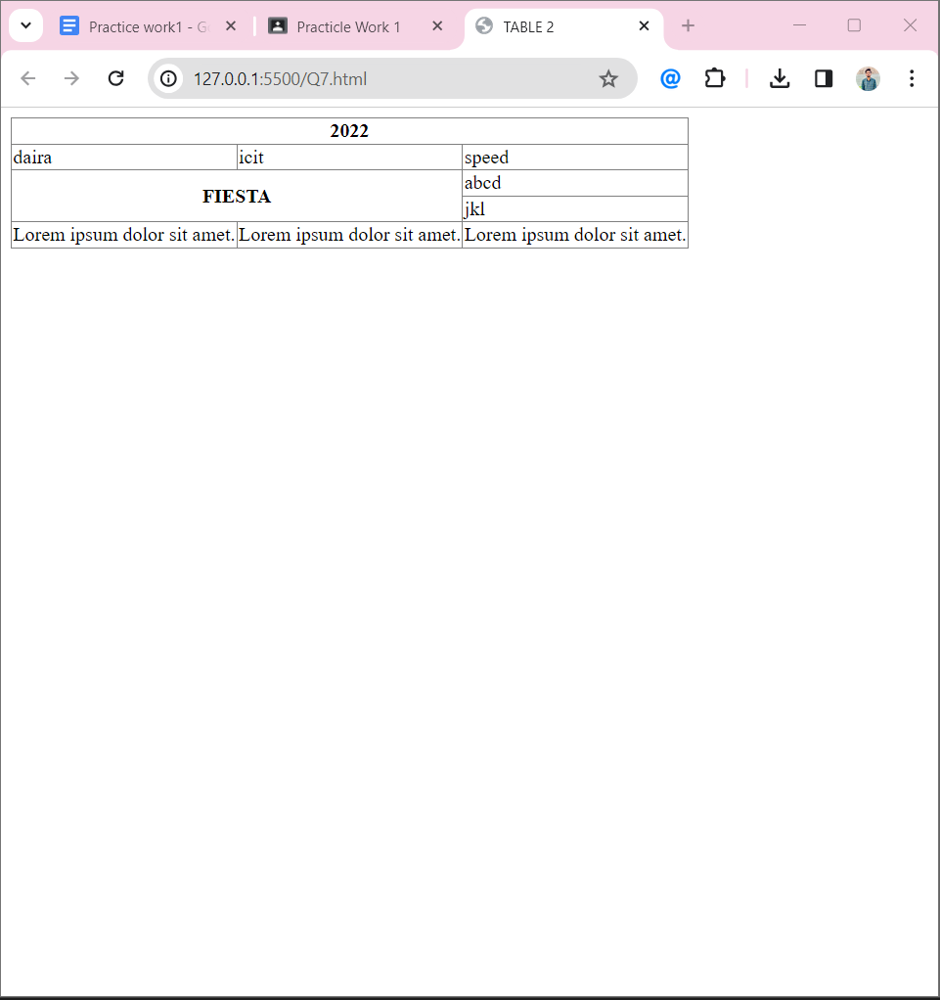 Practice work1 - G
Practicle Work 1
TABLE 2
127.0.0.1:5500/Q7.html
2022
daira icit speed
FIESTA
abcd
jkl
Lorem ipsum dolor sit amet. Lorem ipsum dolor sit amet. Lorem ipsum dolor sit amet.